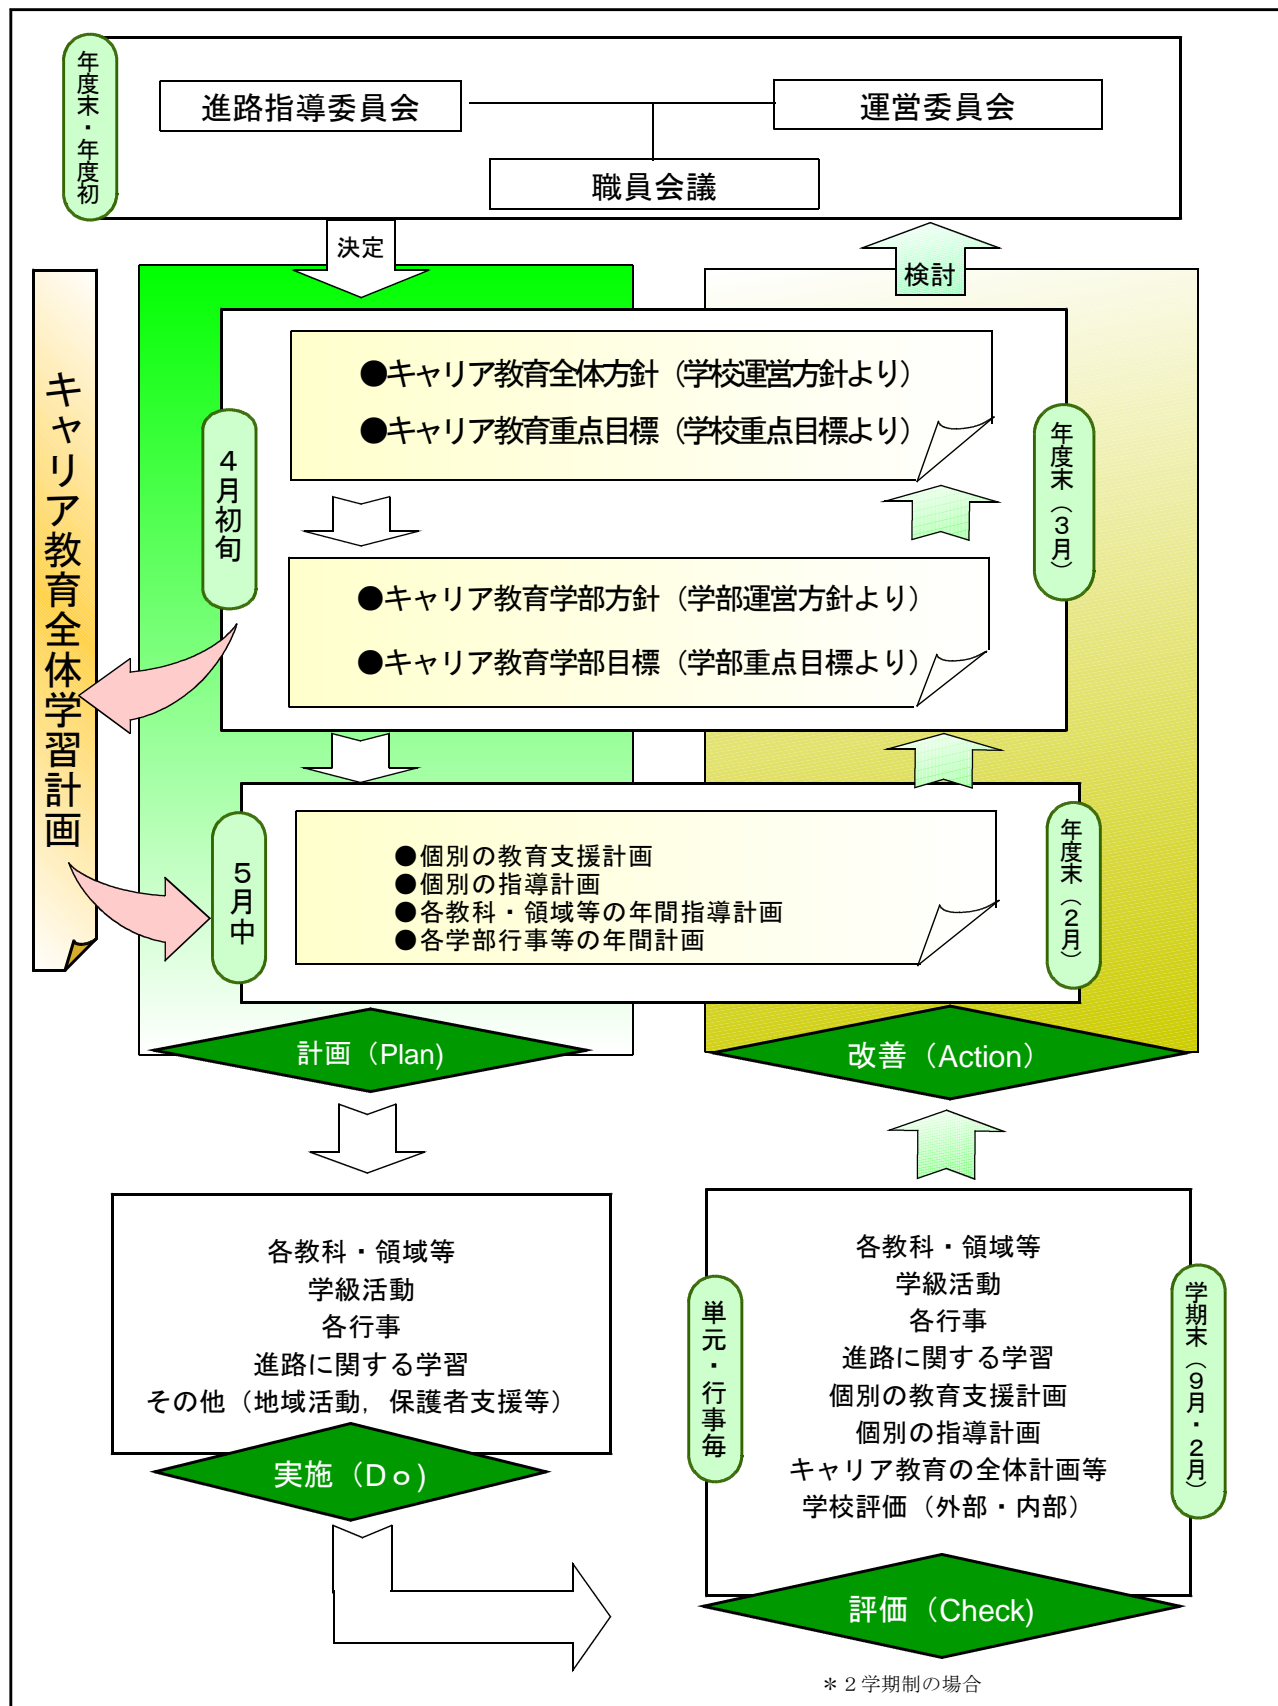 年度末・年度初
進路指導委員会
運営委員会
職員会議
決定
検討
キャリア教育全体学習計画
４月初旬
●キャリア教育全体方針（学校運営方針より）
●キャリア教育重点目標（学校重点目標より）
年度末（３月）
●キャリア教育学部方針（学部運営方針より）
●キャリア教育学部目標（学部重点目標より）
５月中
●個別の教育支援計画
●個別の指導計画
●各教科・領域等の年間指導計画
●各学部行事等の年間計画
年度末（２月）
計画（Plan)
改善（Action）
各教科・領域等
学級活動
各行事
進路に関する学習
その他（地域活動，保護者支援等）
実施（Ｄｏ)
単元・行事毎
各教科・領域等
学級活動
各行事
進路に関する学習
個別の教育支援計画
個別の指導計画
キャリア教育の全体計画等
学校評価（外部・内部）
学期末（９月・２月）
評価（Check)
＊２学期制の場合